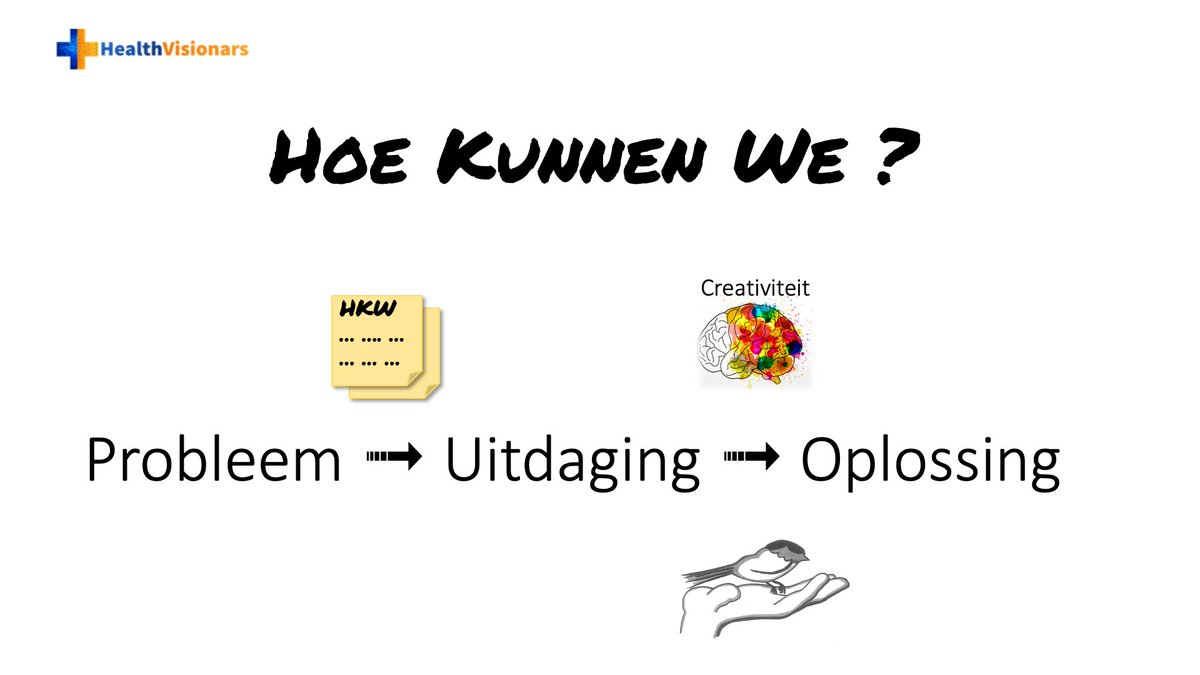 HealthVisionars
Hoe Kunnen We ?
Creativiteit
HKW
... .... ...
... ... ...
Probleem ➟ Uitdaging ➟ Oplossing